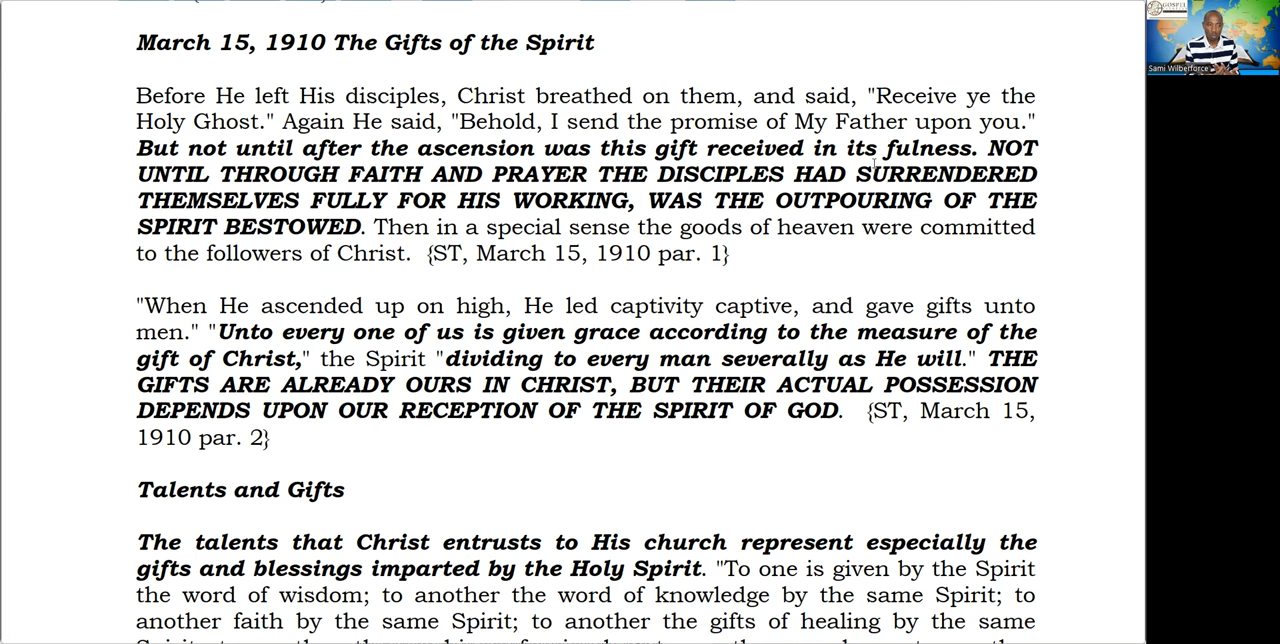 March 15, 1910 The Gifts of the Spirit
Before He left His disciples, Christ breathed on them, and said, "Receive ye the
Holy Ghost." Again He said, "Behold, I send the promise of My Father upon you."
But not until after the ascension was this gift received in its fulness. NOT
UNTIL THROUGH FAITH AND PRAYER THE DISCIPLES HAD SURRENDERED
THEMSELVES FULLY FOR HIS WORKING, WAS THE OUTPOURING OF THE
SPIRIT BESTOWED. Then in a special sense the goods of heaven were committed
to the followers of Christ. {ST, March 15, 1910 par. 1}
"When He ascended up on high, He led captivity captive, and gave gifts unto
men." "Unto every one of us is given grace according to the measure of the
gift of Christ," the Spirit "dividing to every man severally as He will." THE
GIFTS ARE ALREADY OURS IN CHRIST, BUT THEIR ACTUAL POSSESSION
DEPENDS UPON OUR RECEPTION OF THE SPIRIT OF GOD. {ST, March 15,
1910 par. 2}
Talents and Gifts
The talents that Christ entrusts to His church represent especially the
gifts and blessings imparted by the Holy Spirit. "To one is given by the Spirit
the word of wisdom; to another the word of knowledge by the same Spirit; to
another faith by the same Spirit; to another the gifts of healing by the same
GOSPEL
Sami Wilberforce